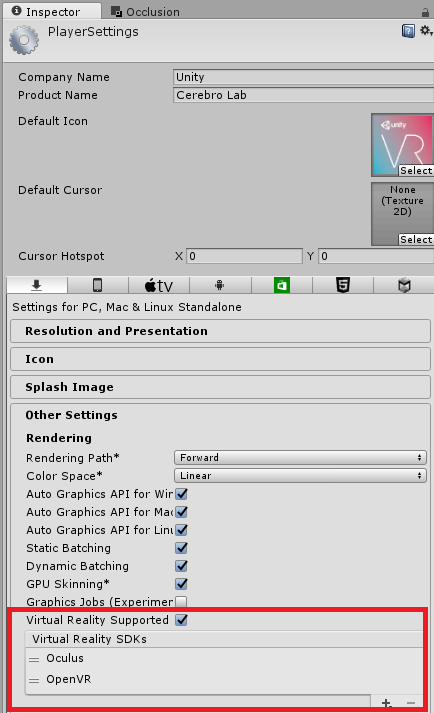 Inspector Occlusion
PlayerSettings
Company Name Unity
Product Name Cerebro Lab
Default Icon
unity
VR
Select
Default Cursor
None
(Texture
2D)
Select
Cursor Hotspot X 0 Y 0
tv
Settings for PC, Mac & Linux Standalone
Resolution and Presentation
Icon
Splash Image
Other Settings
Rendering
Rendering Path* Forward
Color Space* Linear
Auto Graphics API for Win
Auto Graphics API for Mac
Auto Graphics API for Linu
Static Batching
Dynamic Batching
GPU Skinning*
Graphics Jobs (Experimen
Virtual Reality Supported
Virtual Reality SDKs
Oculus
OpenVR